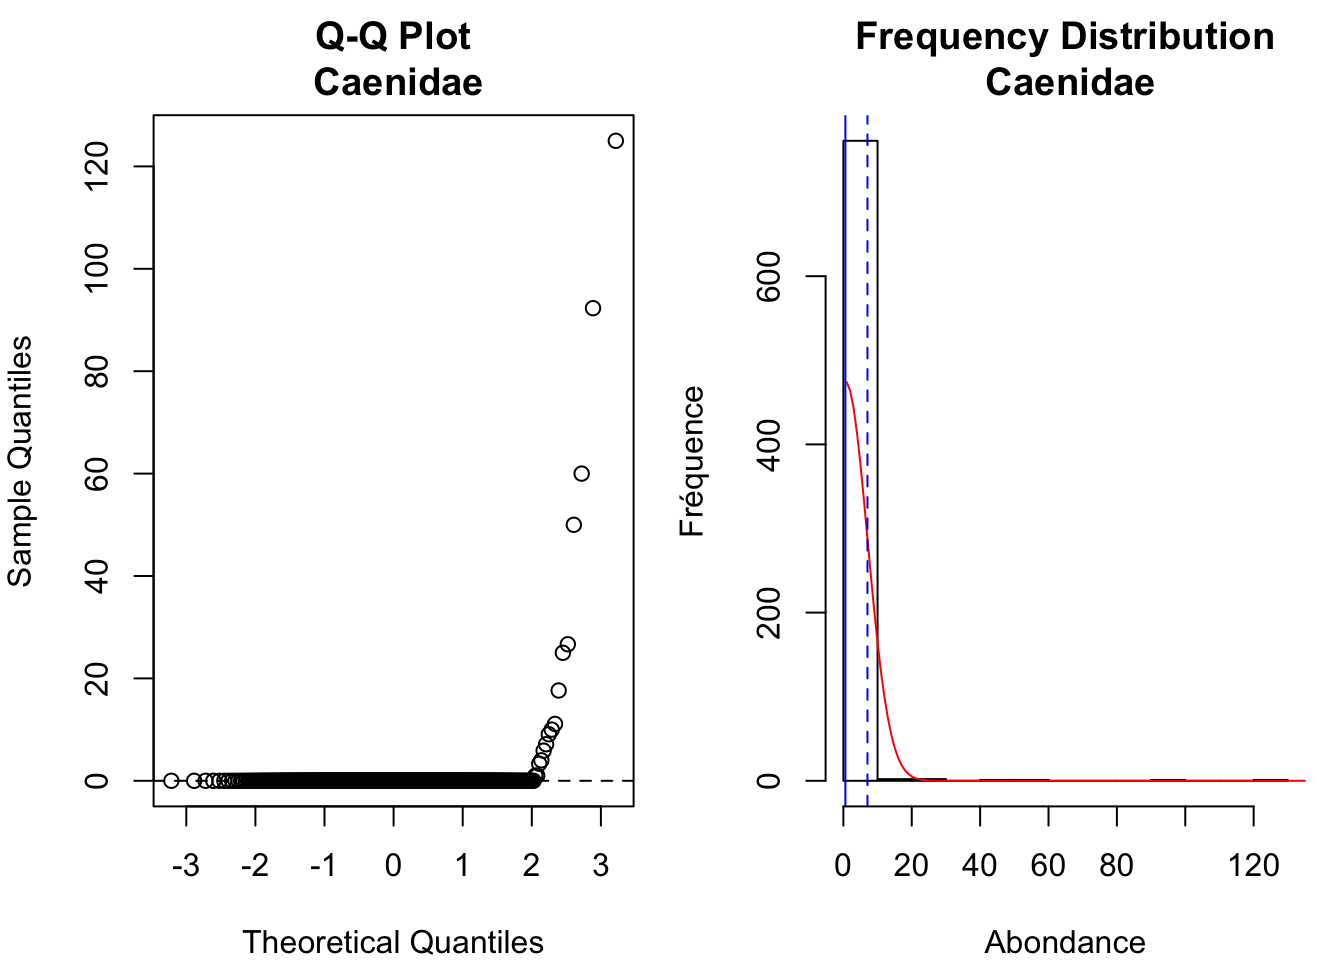 Q-Q Plot
Caenidae
Sample Quantiles
120
100
80
60
40
20
0
-3 -2 -1 0 1 2 3
Theoretical Quantiles
Frequency Distribution
Caenidae
Fréquence
600
400
200
0
0 20 40 60 80 120
Abondance